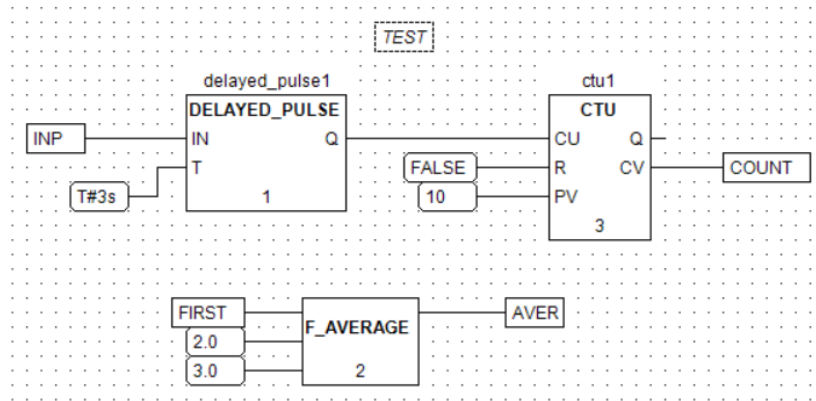 TEST
delayed_pulse1
ctu1
DELAYED_PULSE
CTU
INP
IN
Q
CU
Q
T
FALSE
R
CV
COUNT
T#3s
1
10
PV
3
FIRST
AVER
F_AVERAGE
2.0
3.0
2